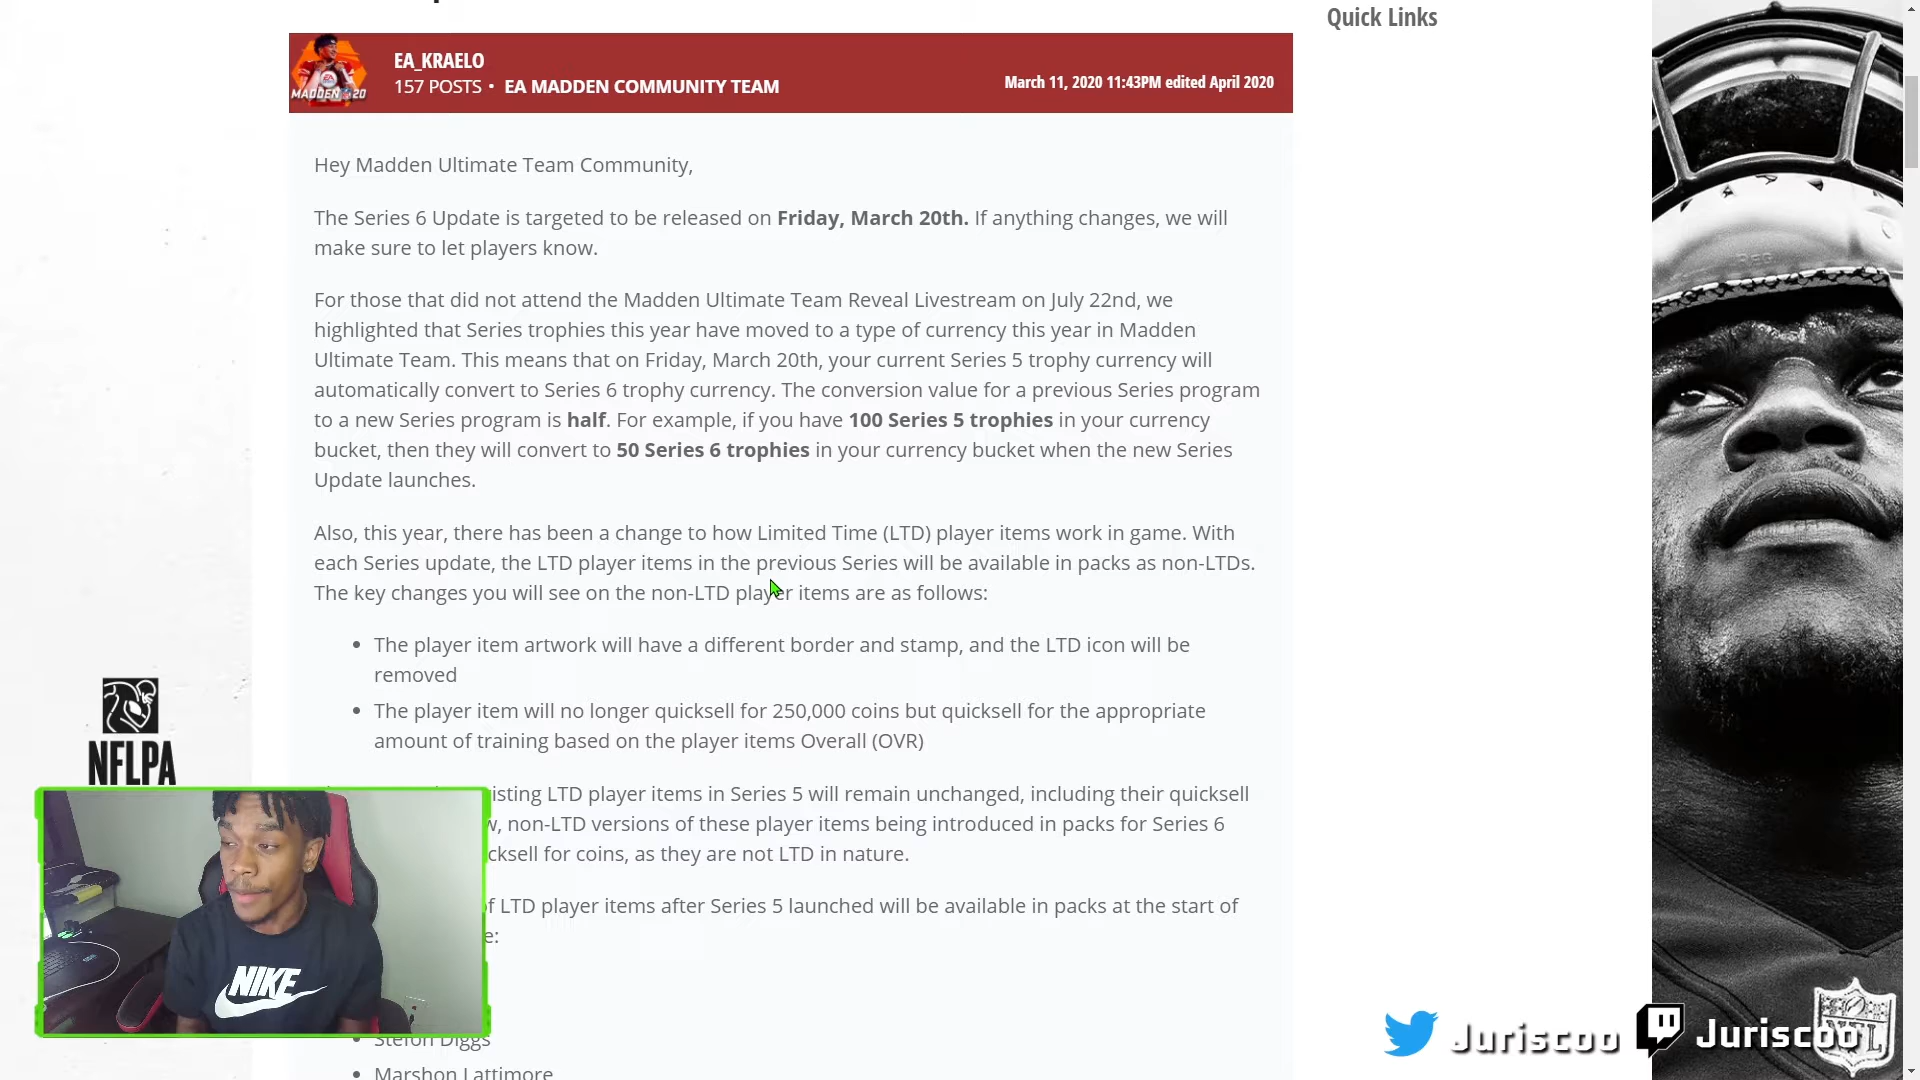 Quick Links
EA_KRAELO
157 POSTS • EA MADDEN COMMUNITY TEAM
March 11, 2020 11:43PM edited April 2020
MADDEN 20
Hey Madden Ultimate Team Community,
The Series 6 Update is targeted to be released on Friday, March 20th. If anything changes, we will
make sure to let players know.
For those that did not attend the Madden Ultimate Team Reveal Livestream on July 22nd, we
highlighted that Series trophies this year have moved to a type of currency this year in Madden
Ultimate Team. This means that on Friday, March 20th, your current Series 5 trophy currency will
automatically convert to Series 6 trophy currency. The conversion value for a previous Series program
to a new Series program is half. For example, if you have 100 Series 5 trophies in your currency
bucket, then they will convert to 50 Series 6 trophies in your currency bucket when the new Series
Update launches.
Also, this year, there has been a change to how Limited Time (LTD) player items work in game. With
each Series update, the LTD player items in the previous Series will be available in packs as non-LTDs.
The key changes you will see on the non-LTD player items are as follows:
• The player item artwork will have a different border and stamp, and the LTD icon will be
removed
• The player item will no longer quicksell for 250,000 coins but quicksell for the appropriate
amount of training based on the player items Overall (OVR)
isting LTD player items in Series 5 will remain unchanged, including their quicksell
w, non-LTD versions of these player items being introduced in packs for Series 6
cksell for coins, as they are not LTD in nature.
f LTD player items after Series 5 launched will be available in packs at the start of
e:
• Stefon Diggs
• Marshon Lattimore
NFLPA
NIKE
Juriscoo
Juriscoo
NFL